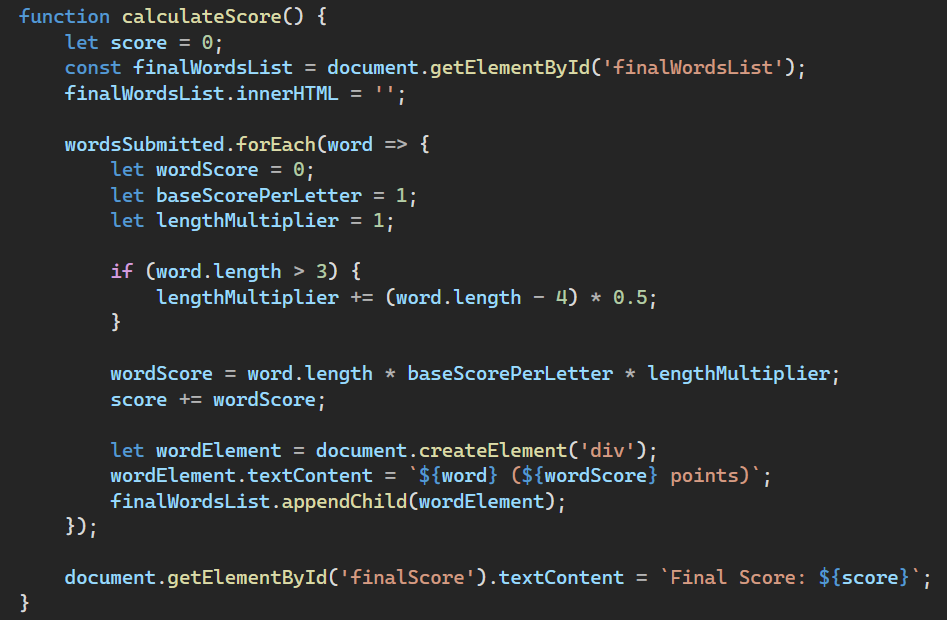 function calculateScore() {
    let score = 0;
    const finalWordsList = document.getElementById('finalWordsList');
    finalWordsList.innerHTML = '';

    wordsSubmitted.forEach(word => {
        let wordScore = 0;
        let baseScorePerLetter = 1;
        let lengthMultiplier = 1;

        if (word.length > 3) {
            lengthMultiplier += (word.length - 4) * 0.5;
        }

        wordScore = word.length * baseScorePerLetter * lengthMultiplier;
        score += wordScore;

        let wordElement = document.createElement('div');
        wordElement.textContent = `${word} (${wordScore} points)`;
        finalWordsList.appendChild(wordElement);
    });

    document.getElementById('finalScore').textContent = `Final Score: ${score}`;
}